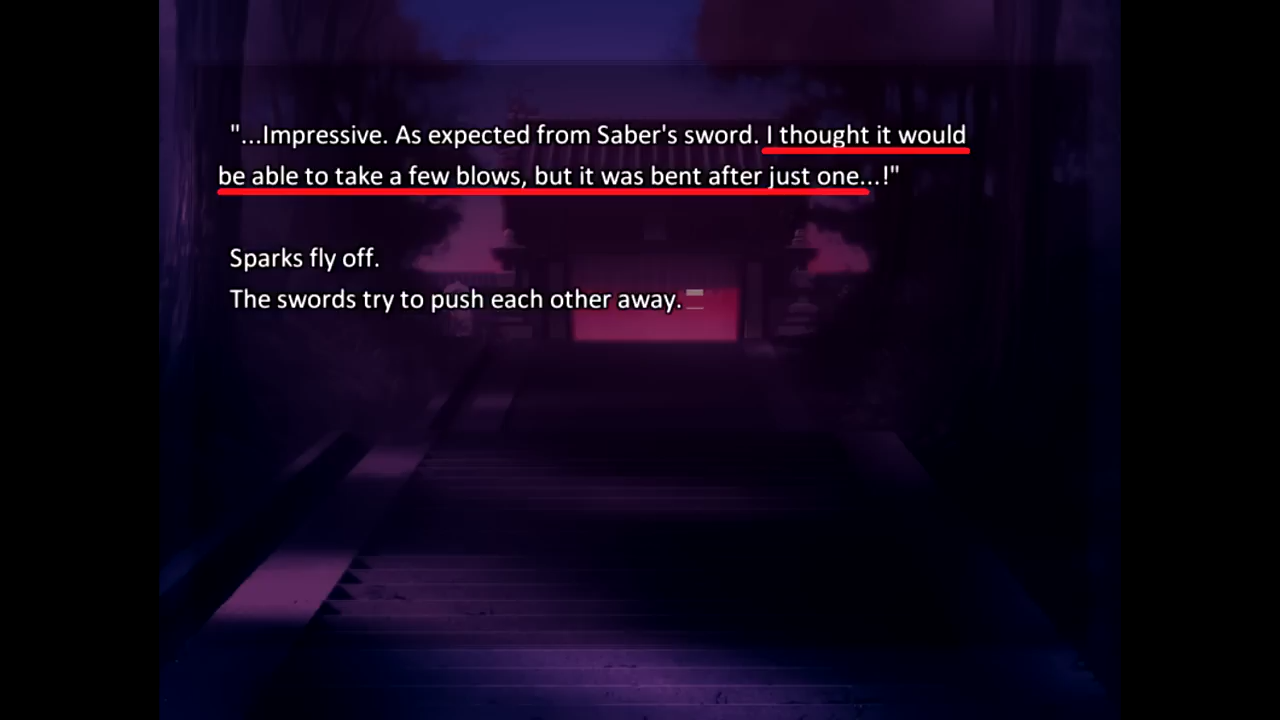 "...Impressive. As expected from Saber's sword. I thought it would
be able to take a few blows, but it was bent after just one...!"
Sparks fly off.
The swords try to push each other away.